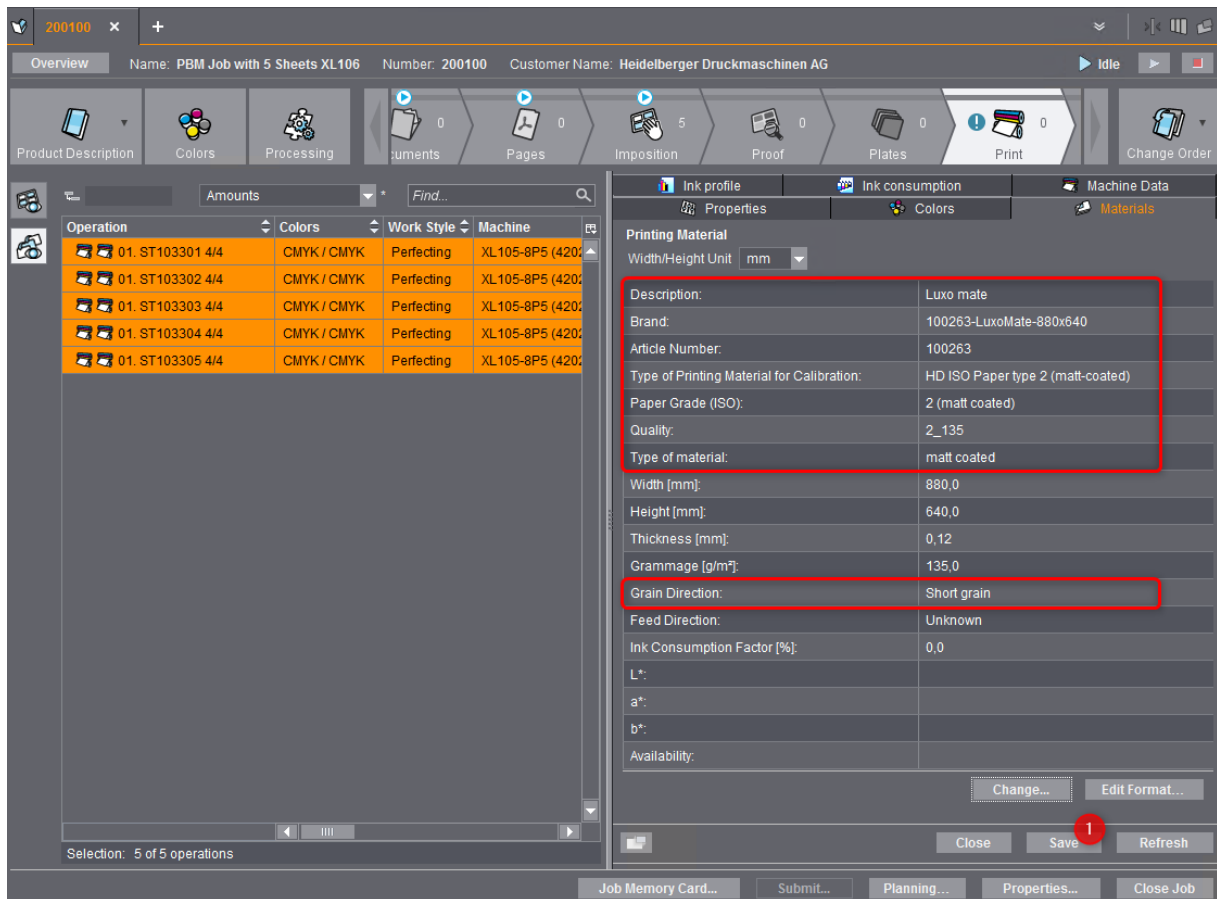 200100 × +
Overview Name: PBM Job with 5 Sheets XL106 Number: 200100 Customer Name: Heidelberger Druckmaschinen AG Idle
Product Description Colors Processing :uments 0 Pages 0 Imposition 5 Proof 0 Plates 0 Print 0 Change Order
Amounts * Find...
Operation Colors Work Style Machine
01. ST103301 4/4 CMYK / CMYK Perfecting XL105-8P5 (4202
01. ST103302 4/4 CMYK / CMYK Perfecting XL105-8P5 (4202
01. ST103303 4/4 CMYK / CMYK Perfecting XL105-8P5 (4202
01. ST103304 4/4 CMYK / CMYK Perfecting XL105-8P5 (4202
01. ST103305 4/4 CMYK / CMYK Perfecting XL105-8P5 (4202
Selection: 5 of 5 operations
Ink profile Ink consumption Machine Data
Properties Colors Materials
Printing Material
Width/Height Unit mm
Description: Luxo mate
Brand: 100263-LuxoMate-880x640
Article Number: 100263
Type of Printing Material for Calibration: HD ISO Paper type 2 (matt-coated)
Paper Grade (ISO): 2 (matt coated)
Quality: 2_135
Type of material: matt coated
Width [mm]: 880,0
Height [mm]: 640,0
Thickness [mm]: 0,12
Grammage [g/m²]: 135,0
Grain Direction: Short grain
Feed Direction: Unknown
Ink Consumption Factor [%]: 0,0
L*:
a*:
b*:
Availability:
Change... Edit Format...
1
Close Save Refresh
Job Memory Card... Submit... Planning... Properties... Close Job